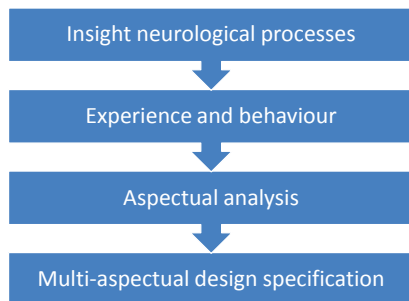 Insight neurological processes
Experience and behaviour
Aspectual analysis
Multi-aspectual design specification